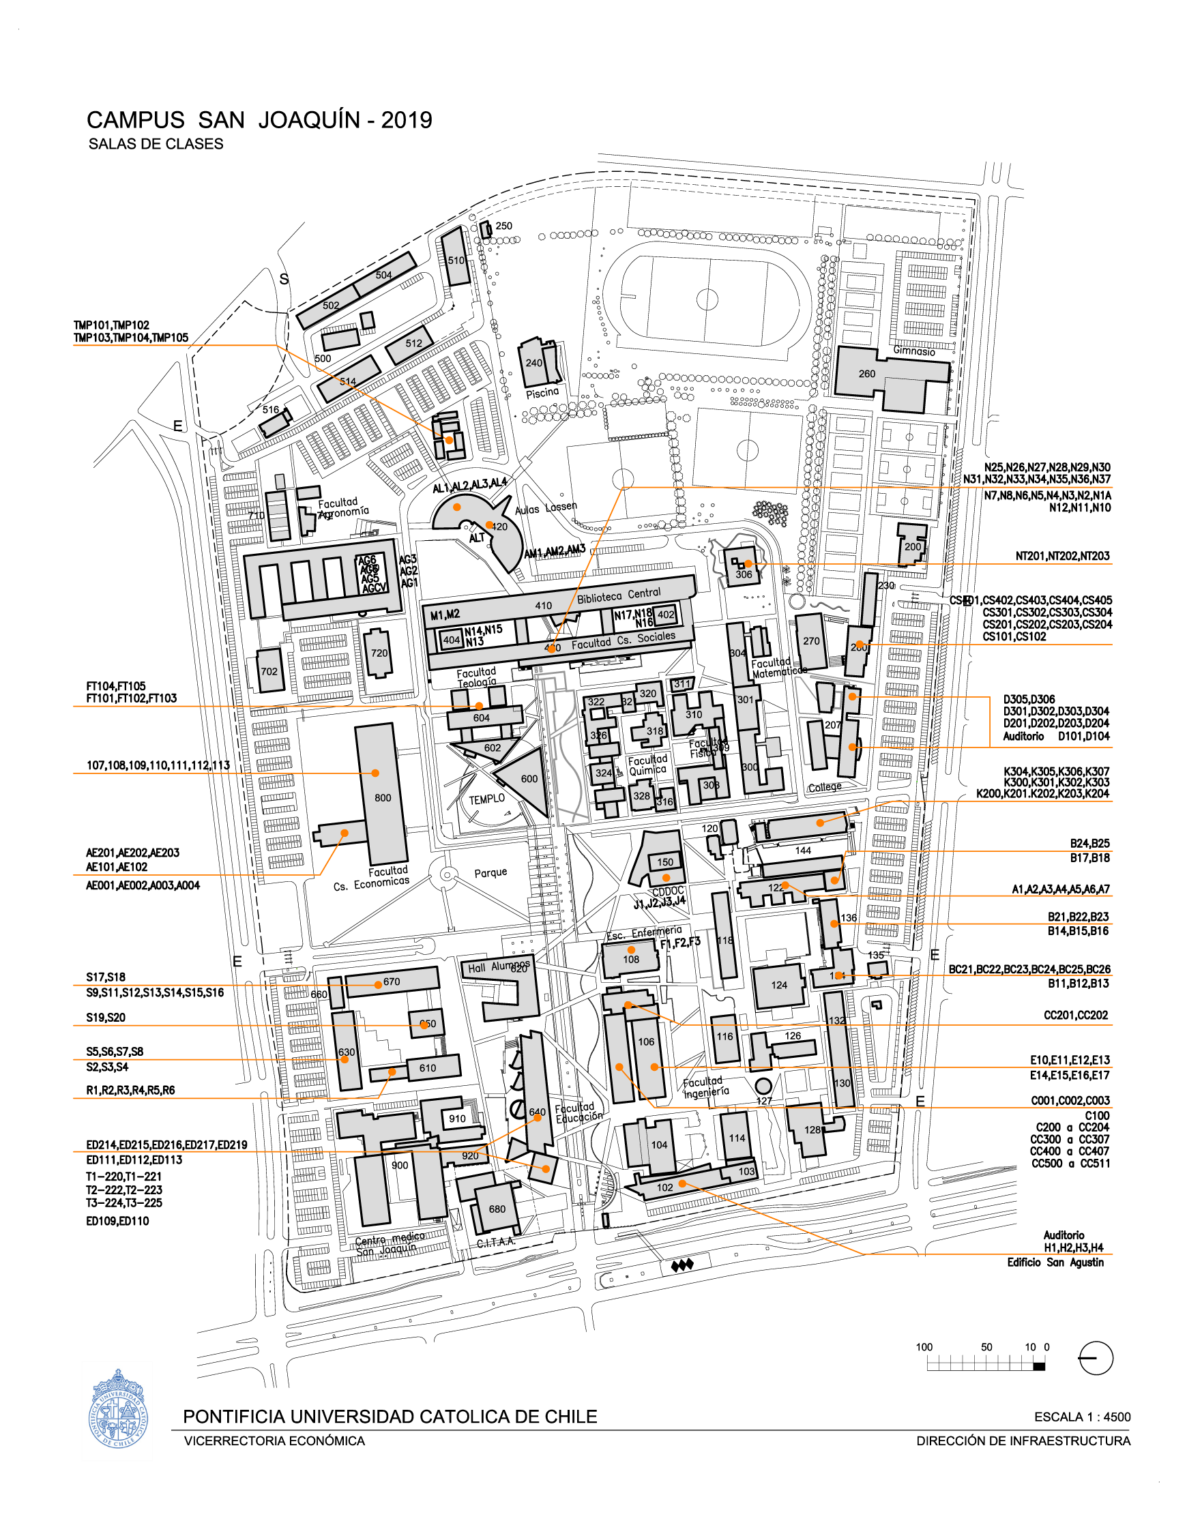 CAMPUS SAN JOAQUÍN - 2019
SALAS DE CLASES
250
504
510
S
502
TMP101,TMP102
TMP103,TMP104,TMP105
512
500
Gimnasio
240
260
514
Piscina
516
E
N25,N26,N27,N28,N29,N30
N31,N32,N33,N34,N35,N36,N37
AL1,AL2,AL3,AL4
N7,N8,N6,N5,N4,N3,N2,N1A
N12,N11,N10
Facultad
Agronomía
710
Aulas Lassen
420
ALT
AM1,AM2,AM3
200
NT201,NT202,NT203
AG6
AG5
AGCV
AG3
AG2
AG1
306
230
Biblioteca Central
410
M1,M2
N17,N18
N16
402
CS401,CS402,CS403,CS404,CS405
CS301,CS302,CS303,CS304
CS201,CS202,CS203,CS204
CS101,CS102
N14,N15
N13
404
Facultad Cs. Sociales
270
720
304
Facultad
Matematicas
702
Facultad
Teología
FT104,FT105
FT101,FT102,FT103
311
320
322
301
310
D305,D306
D301,D302,D303,D304
D201,D202,D203,D204
Auditorio D101,D104
604
318
326
207
602
Facultad
Física
309
Facultad
Quimica
107,108,109,110,111,112,113
324
300
600
308
College
K304,K305,K306,K307
K300,K301,K302,K303
K200,K201.K202,K203,K204
800
TEMPLO
328
316
120
144
B24,B25
B17,B18
AE201,AE202,AE203
AE101,AE102
AE001,AE002,A003,A004
Facultad
Cs. Economicas
Parque
150
CDDOC
J1,J2,J3,J4
122
A1,A2,A3,A4,A5,A6,A7
136
B21,B22,B23
B14,B15,B16
Esc. Enfermería
F1,F2,F3
118
108
E
E
135
Hall Alumnos
620
BC21,BC22,BC23,BC24,BC25,BC26
B11,B12,B13
134
124
S17,S18
S9,S11,S12,S13,S14,S15,S16
670
660
S19,S20
650
CC201,CC202
132
116
126
106
630
S5,S6,S7,S8
S2,S3,S4
610
E10,E11,E12,E13
E14,E15,E16,E17
R1,R2,R3,R4,R5,R6
Facultad
Ingeniería
130
127
E
C001,C002,C003
C100
C200 a CC204
CC300 a CC307
CC400 a CC407
CC500 a CC511
640
Facultad
Educación
910
128
114
104
ED214,ED215,ED216,ED217,ED219
ED111,ED112,ED113
T1-220,T1-221
T2-222,T2-223
T3-224,T3-225
ED109,ED110
920
900
103
102
680
Centro medico
San Joaquín
C.I.T.A.A.
Auditorio
H1,H2,H3,H4
Edificio San Agustín
100 50 10 0
PONTIFICIA UNIVERSIDAD CATOLICA DE CHILE
ESCALA 1 : 4500
VICERRECTORIA ECONÓMICA
DIRECCIÓN DE INFRAESTRUCTURA